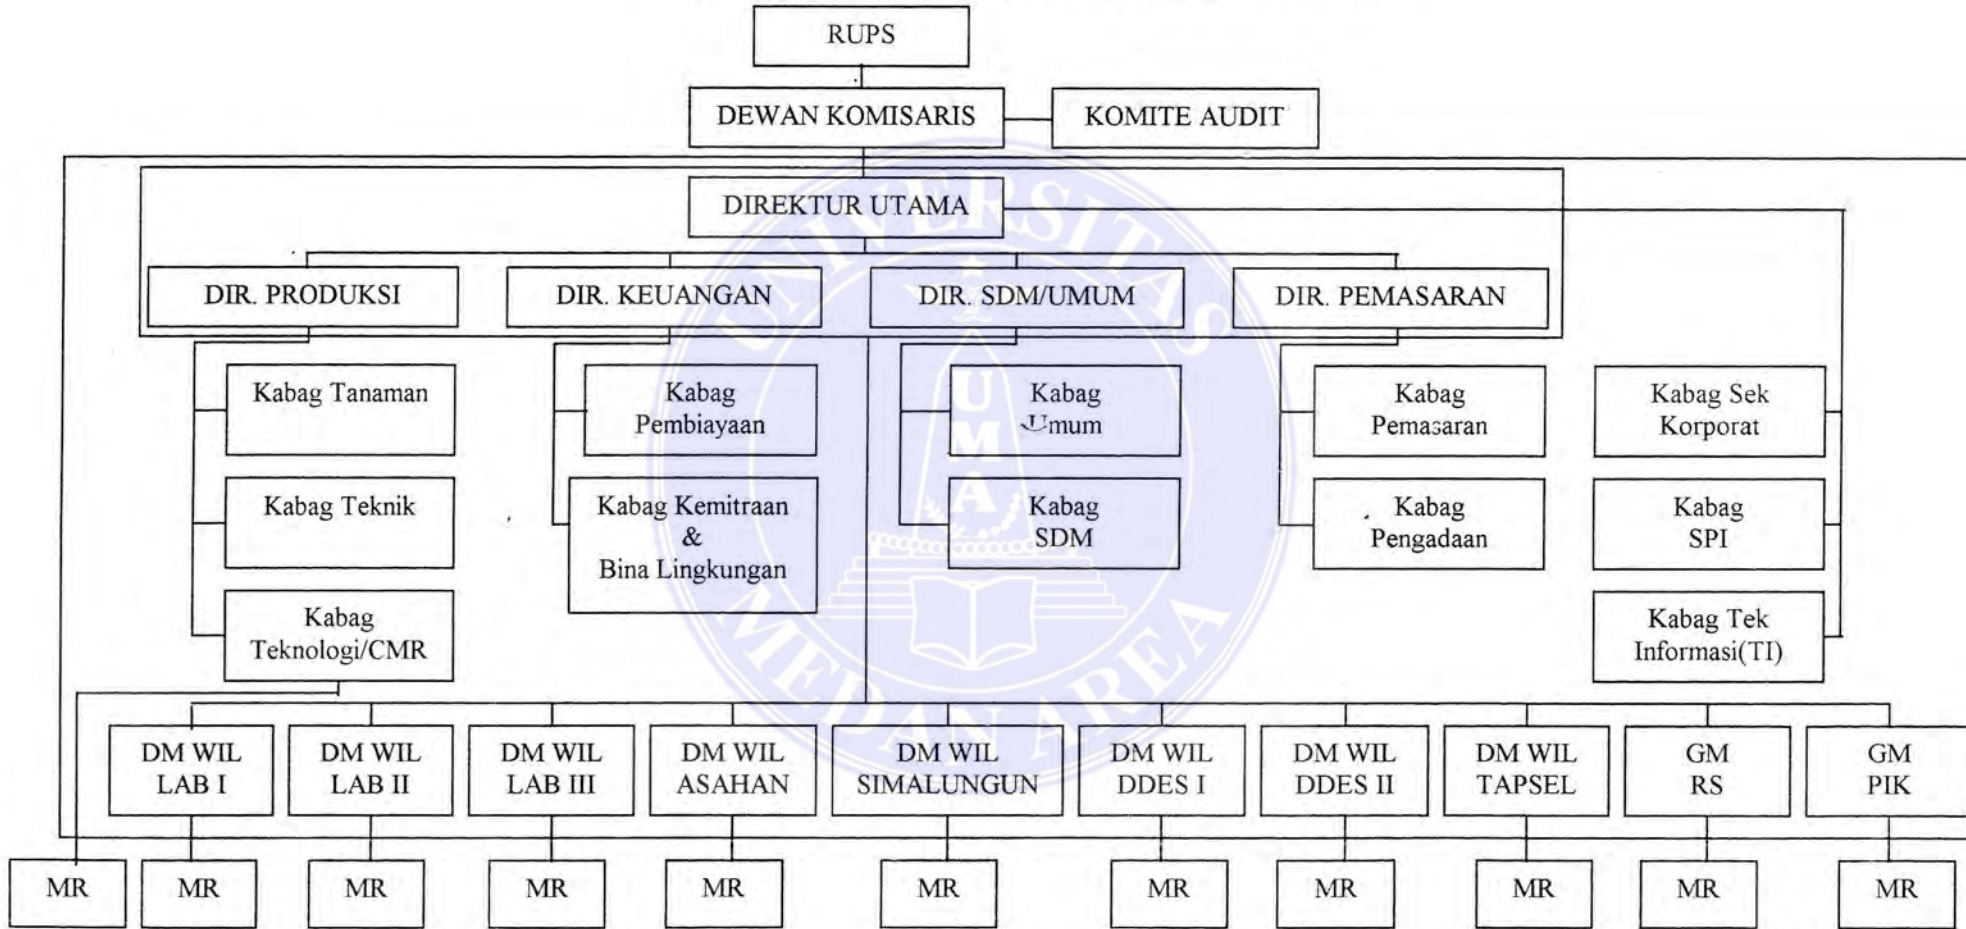 RUPS
DEWAN KOMISARIS
KOMITE AUDIT
DIREKTUR UTAMA
DIR. PRODUKSI
DIR. KEUANGAN
DIR. SDM/UMUM
DIR. PEMASARAN
Kabag Tanaman
Kabag
Pembiayaan
Kabag
Umum
Kabag
Pemasaran
Kabag Sek
Korporat
Kabag Teknik
Kabag Kemitraan
&
Bina Lingkungan
Kabag
SDM
Kabag
Pengadaan
Kabag
SPI
Kabag
Teknologi/CMR
Kabag Tek
Informasi(TI)
DM WIL
LAB I
DM WIL
LAB II
DM WIL
LAB III
DM WIL
ASAHAN
DM WIL
SIMALUNGUN
DM WIL
DDES I
DM WIL
DDES II
DM WIL
TAPSEL
GM
RS
GM
PIK
MR
MR
MR
MR
MR
MR
MR
MR
MR
MR
MR
UNIVERSITAS
UMA
MEDAN AREA